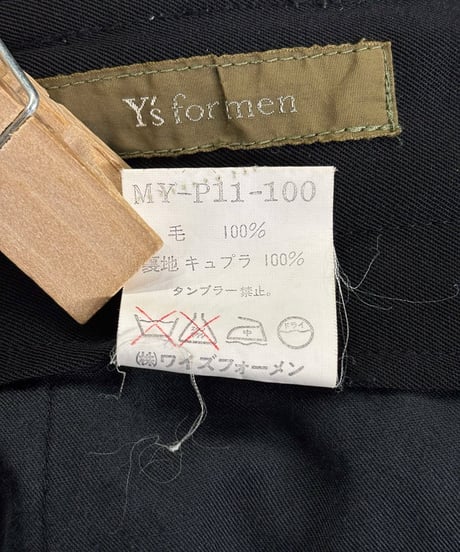 Y's for men
MY-P11-100
毛 100%
裏地 キュプラ 100%
タンブラー禁止。
中 ドライ
(株)ワイズフォーメン